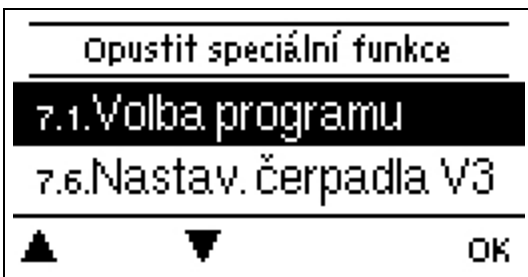 Opustit speciální funkce
7.1.Volba programu
7.6.Nastav. čerpadla V3
OK